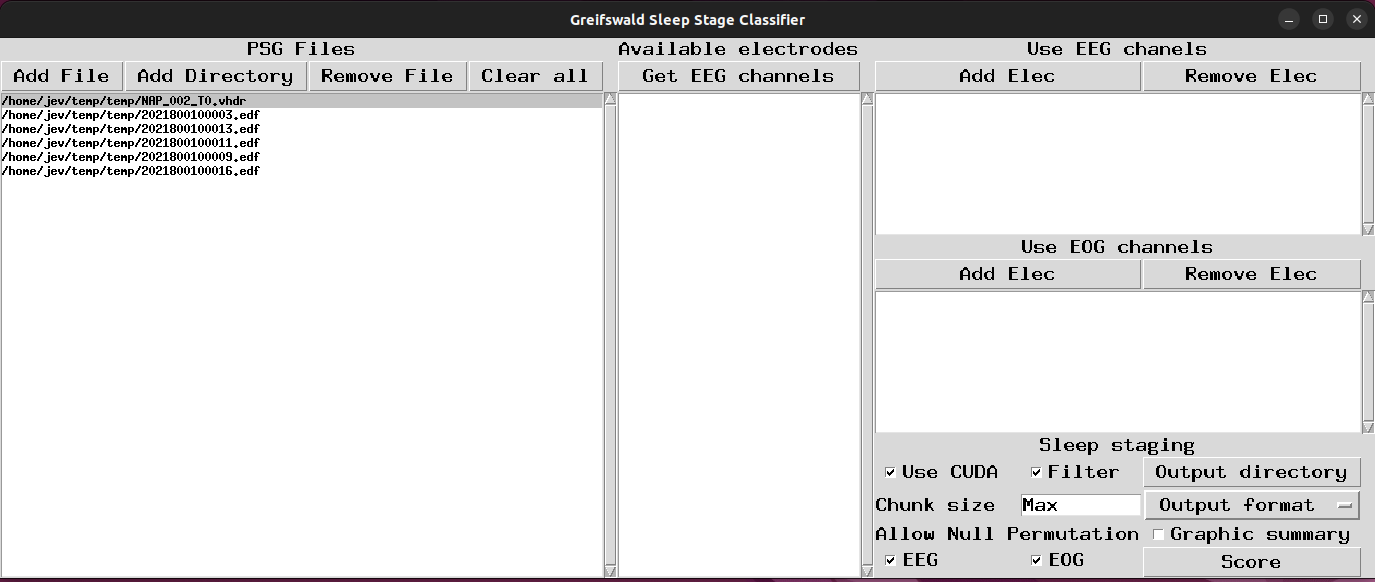 Greifswald Sleep Stage Classifier
PSG Files
Add File Add Directory Remove File Clear all
/home/jev/temp/temp/NAP_002_T0.vhdr
/home/jev/temp/temp/2021800100003.edf
/home/jev/temp/temp/2021800100013.edf
/home/jev/temp/temp/2021800100011.edf
/home/jev/temp/temp/2021800100009.edf
/home/jev/temp/temp/2021800100016.edf
Available electrodes
Get EEG channels
Use EEG chanels
Add Elec Remove Elec
Use EOG channels
Add Elec Remove Elec
Sleep staging
Use CUDA Filter Output directory
Chunk size Max Output format
Allow Null Permutation Graphic summary
EEG EOG Score